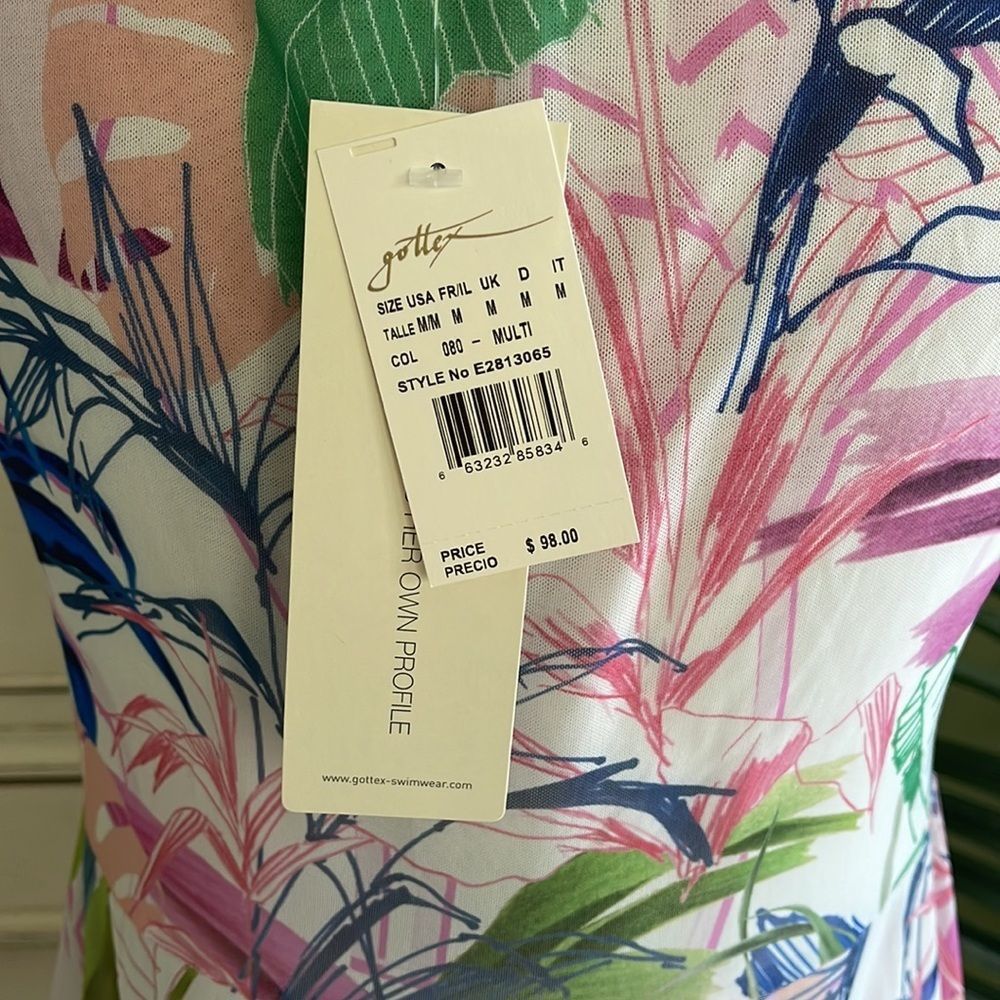 gottex
SIZE USA FR/IL UK D IT
TALLE M/M M M M M
COL 080 - MULTI
STYLE No E2813065
6 63232 85834 6
PRICE $ 98.00
PRECIO
HER OWN PROFILE
www.gottex-swimwear.com